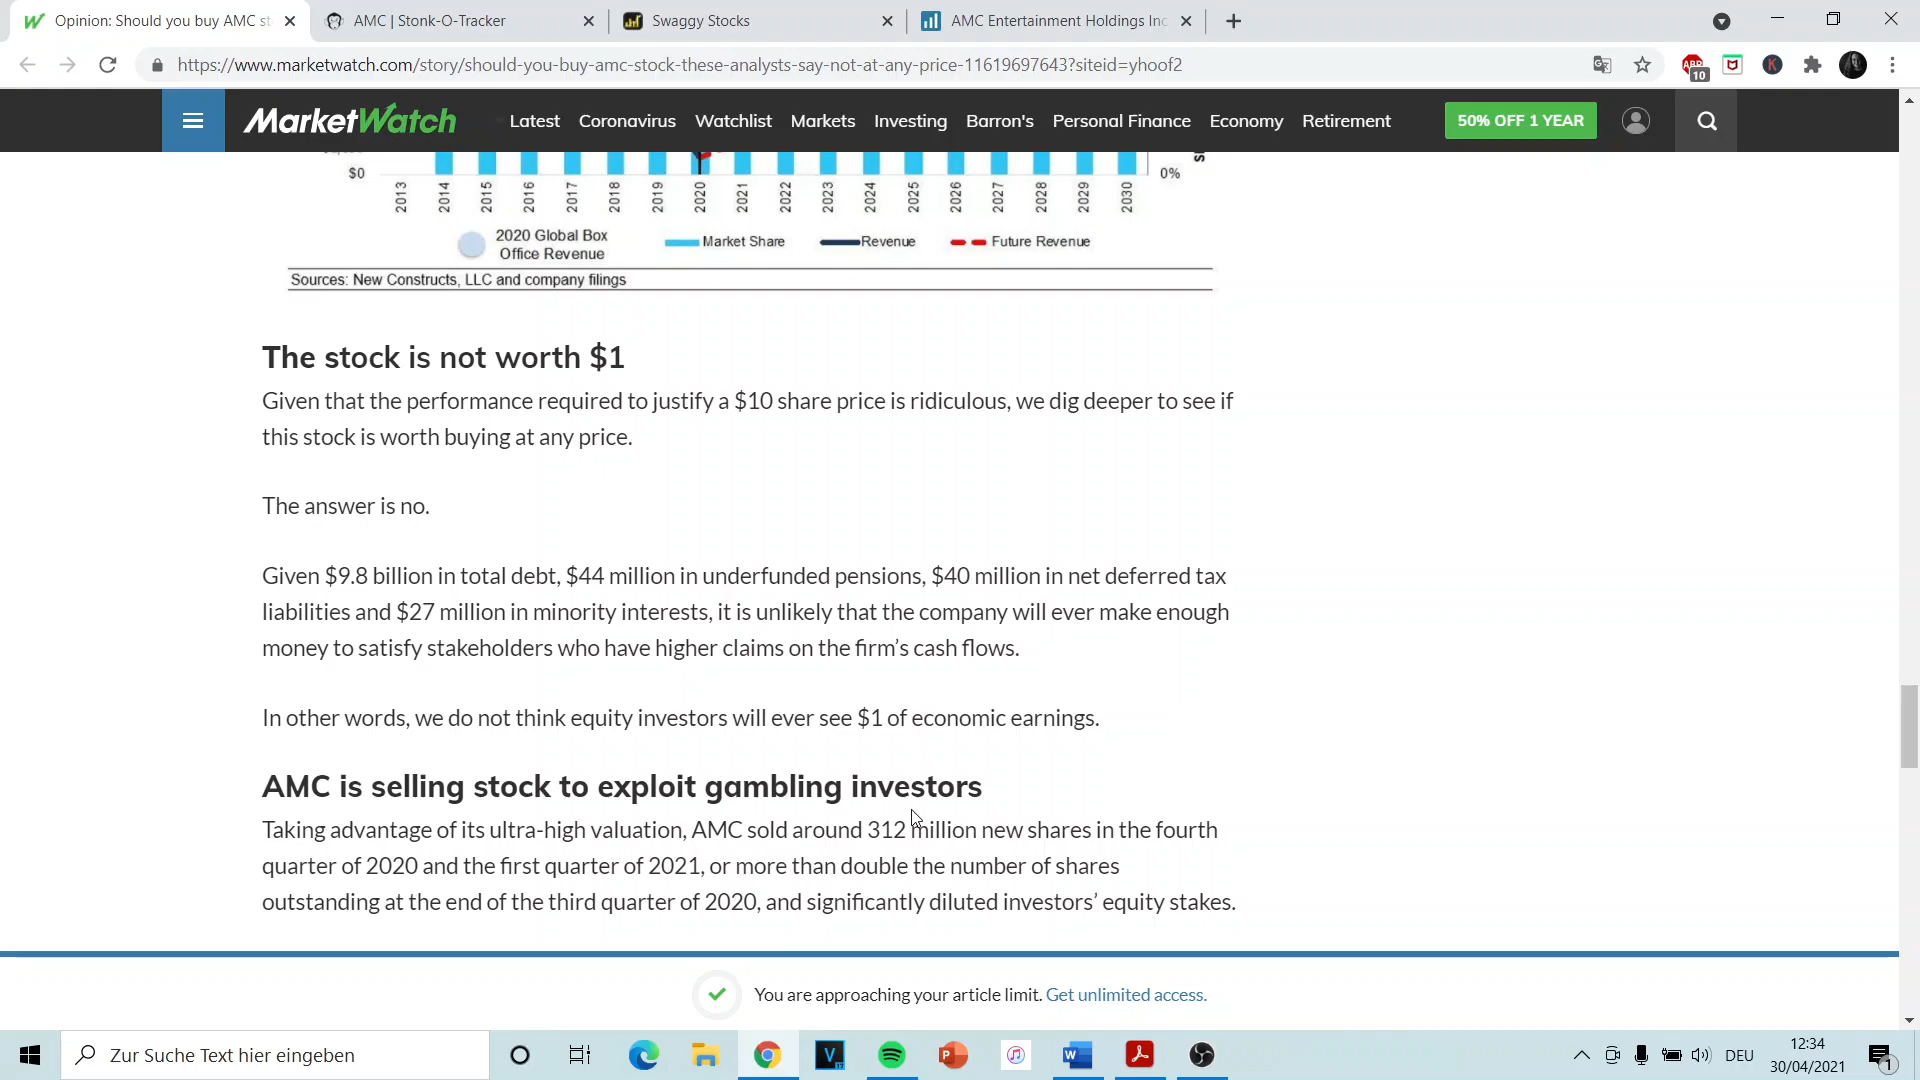 Opinion: Should you buy AMC st
AMC | Stonk-O-Tracker
Swaggy Stocks
AMC Entertainment Holdings Inc
https://www.marketwatch.com/story/should-you-buy-amc-stock-these-analysts-say-not-at-any-price-11619697643?siteid=yhoof2
ABP
10
K
MarketWatch
Latest Coronavirus Watchlist Markets Investing Barron's Personal Finance Economy Retirement
50% OFF 1 YEAR
$0
0%
2013 2014 2015 2016 2017 2018 2019 2020 2021 2022 2023 2024 2025 2026 2027 2028 2029 2030
2020 Global Box
Office Revenue
Market Share
Revenue
Future Revenue
Sources: New Constructs, LLC and company filings
The stock is not worth $1
Given that the performance required to justify a $10 share price is ridiculous, we dig deeper to see if
this stock is worth buying at any price.
The answer is no.
Given $9.8 billion in total debt, $44 million in underfunded pensions, $40 million in net deferred tax
liabilities and $27 million in minority interests, it is unlikely that the company will ever make enough
money to satisfy stakeholders who have higher claims on the firm's cash flows.
In other words, we do not think equity investors will ever see $1 of economic earnings.
AMC is selling stock to exploit gambling investors
Taking advantage of its ultra-high valuation, AMC sold around 312 million new shares in the fourth
quarter of 2020 and the first quarter of 2021, or more than double the number of shares
outstanding at the end of the third quarter of 2020, and significantly diluted investors' equity stakes.
You are approaching your article limit. Get unlimited access.
Zur Suche Text hier eingeben
V
P
W
DEU
12:34
30/04/2021
1